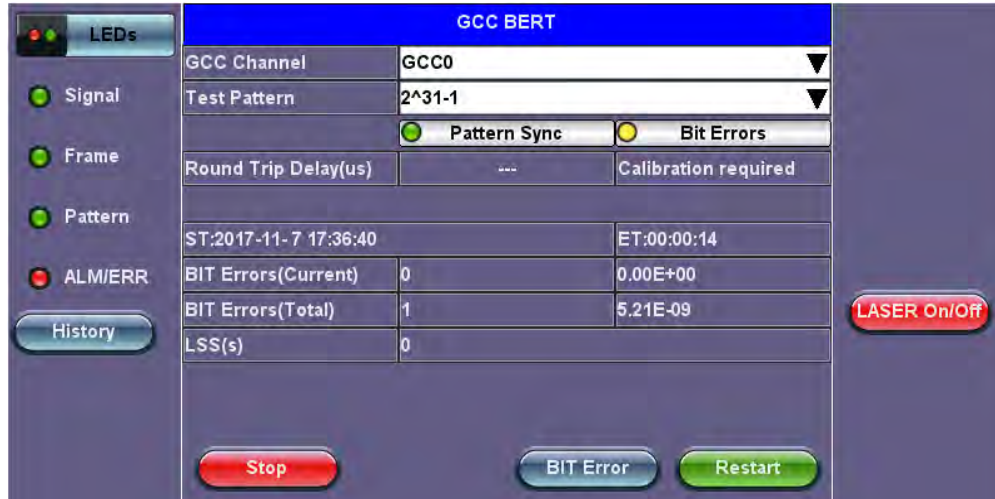 LEDs
Signal
Frame
Pattern
ALM/ERR
History
GCC BERT
GCC Channel GCC0
Test Pattern 2^31-1
Pattern Sync Bit Errors
Round Trip Delay(us) --- Calibration required
ST:2017-11- 7 17:36:40 ET:00:00:14
BIT Errors(Current) 0 0.00E+00
BIT Errors(Total) 1 5.21E-09
LSS(s) 0
Stop BIT Error Restart
LASER On/Off